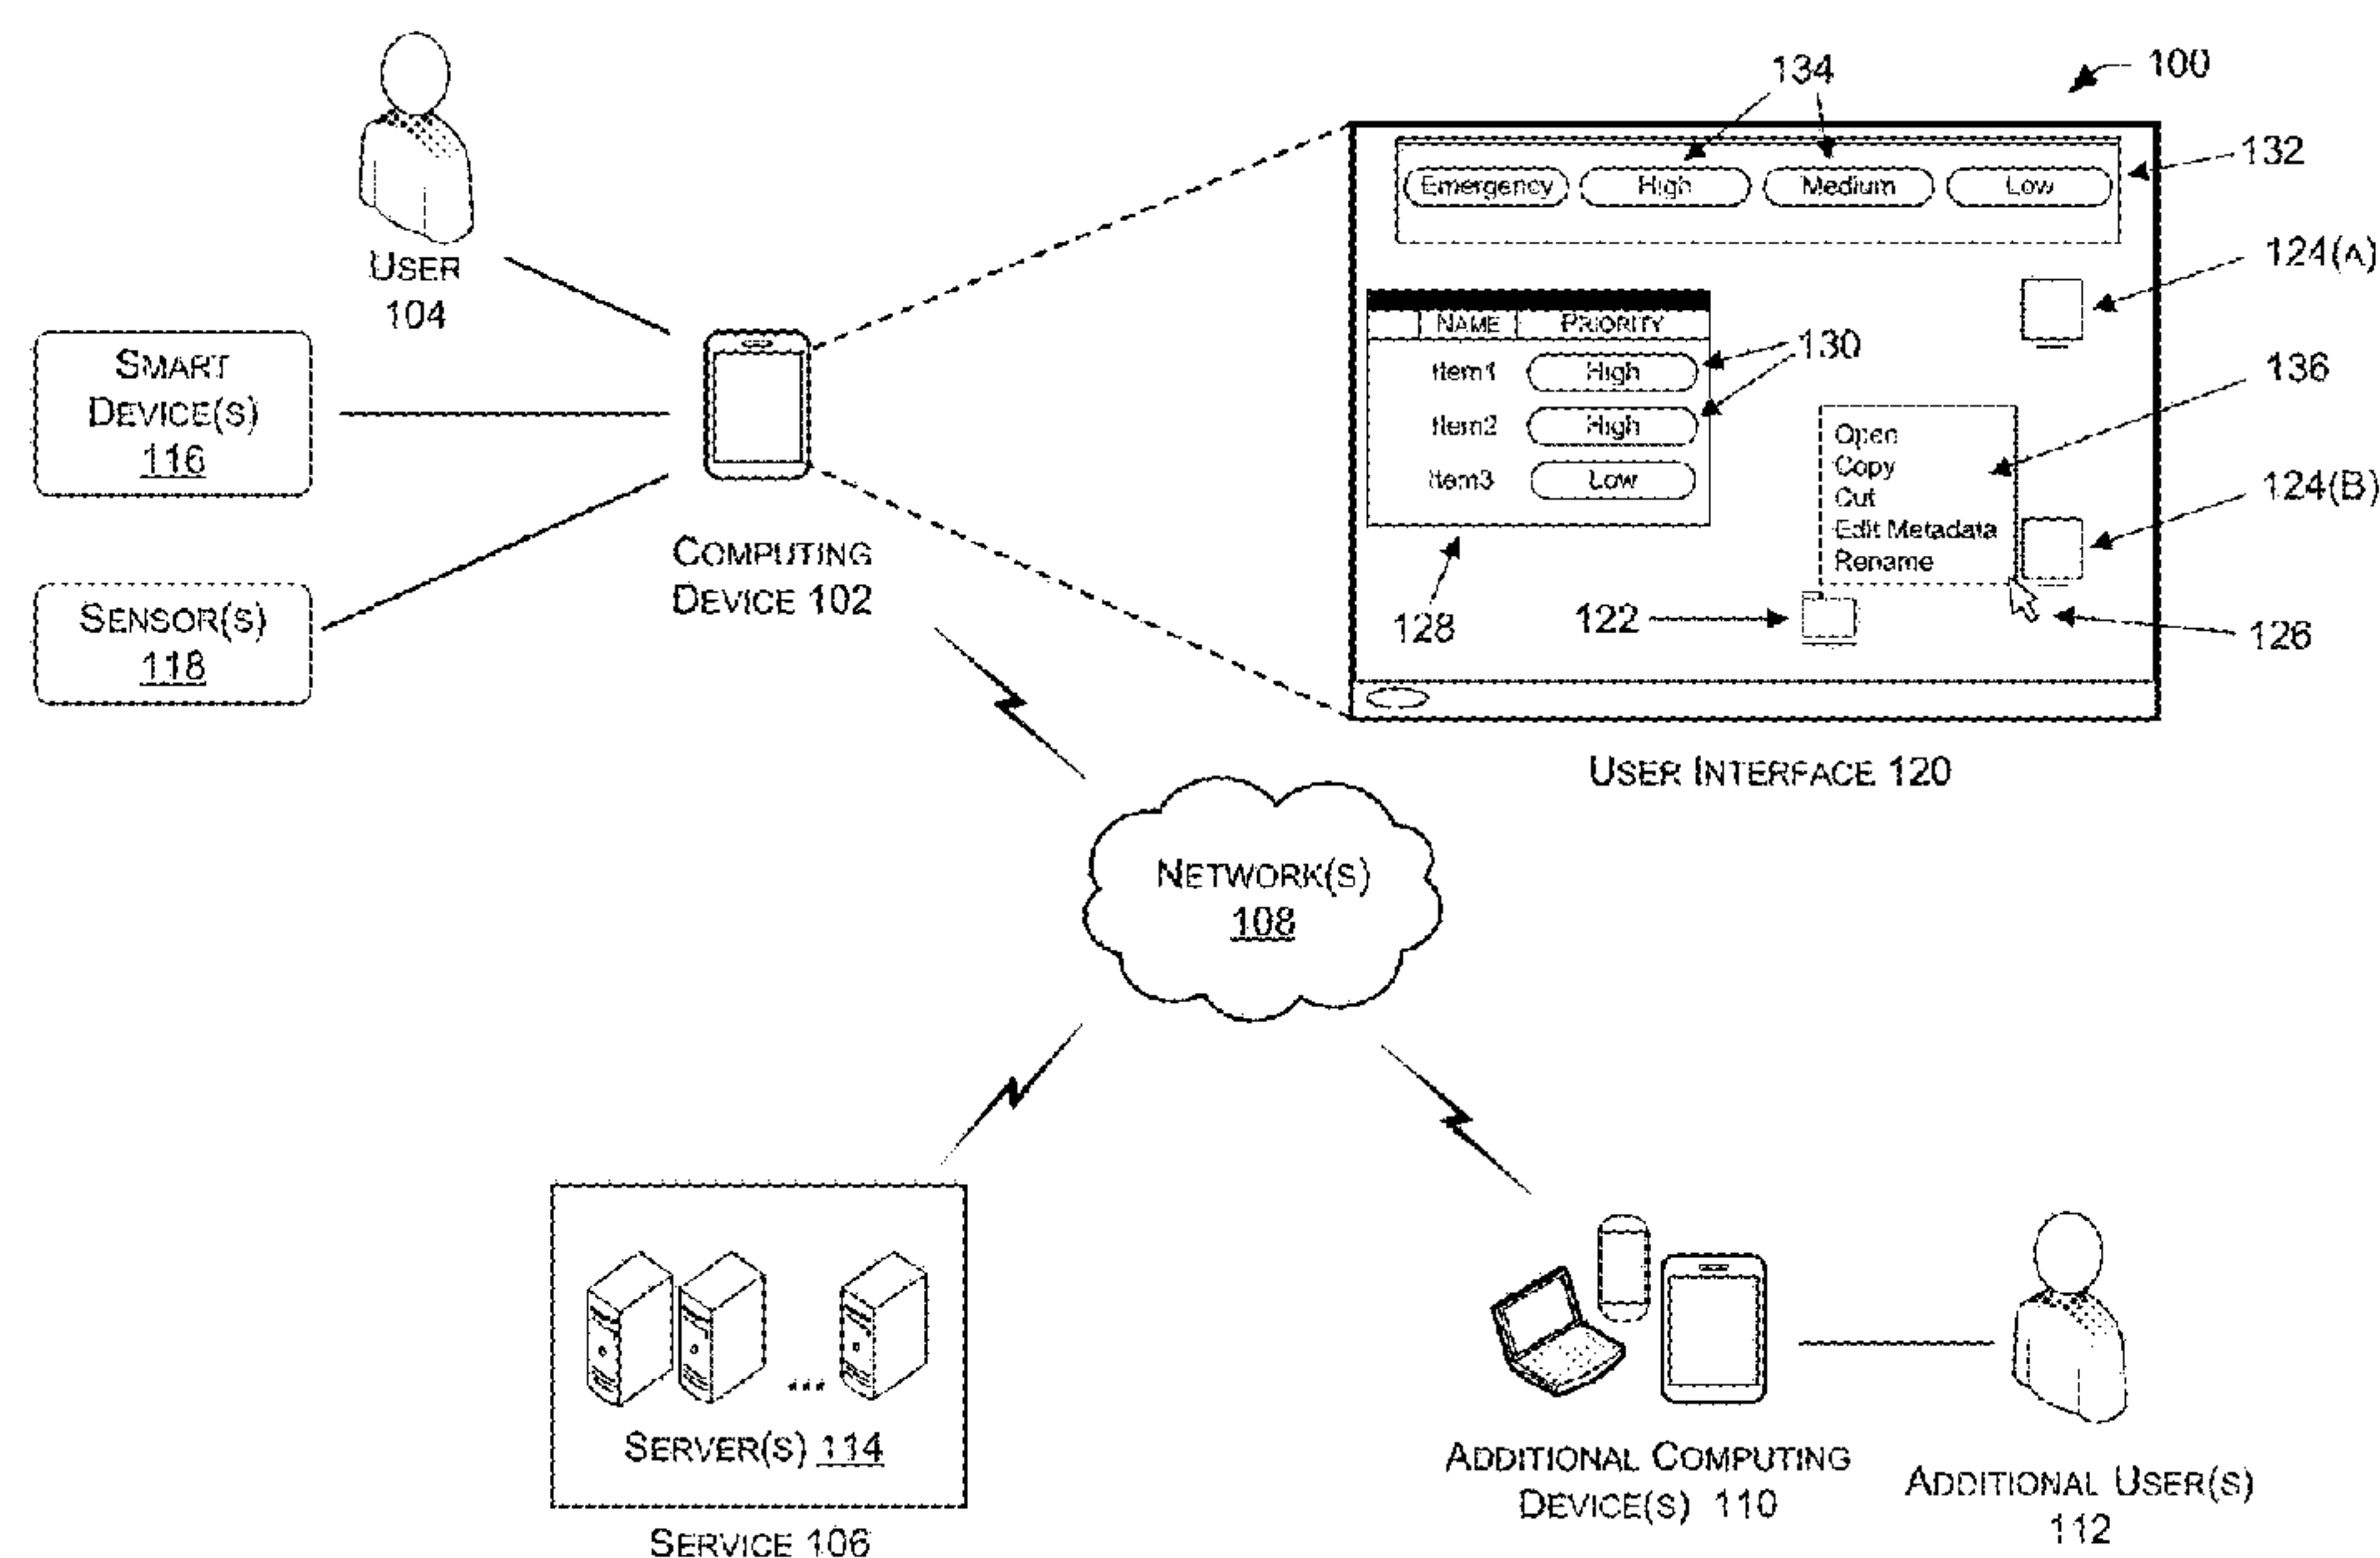 100
134
132
Emergency High Medium Low
124(A)
USER
104
NAME PRIORITY
130
Item1 High
136
SMART
DEVICE(S)
116
Item2 High
Open
Copy
Cut
Edit Metadata
Rename
Item3 Low
124(B)
COMPUTING
DEVICE 102
128
122
126
SENSOR(S)
118
USER INTERFACE 120
NETWORK(S)
108
SERVER(S) 114
SERVICE 106
ADDITIONAL COMPUTING
DEVICE(S) 110
ADDITIONAL USER(S)
112